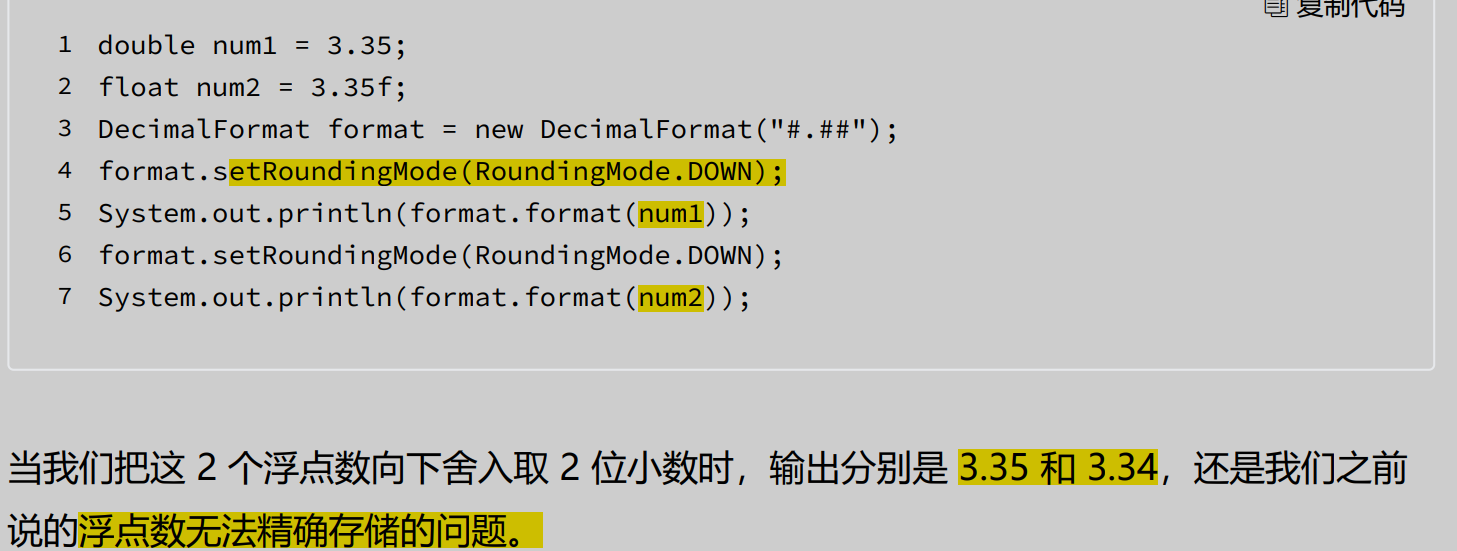 复制代码
1 double num1 = 3.35;
2 float num2 = 3.35f;
3 DecimalFormat format = new DecimalFormat("#.##");
4 format.setRoundingMode(RoundingMode.DOWN);
5 System.out.println(format.format(num1));
6 format.setRoundingMode(RoundingMode.DOWN);
7 System.out.println(format.format(num2));
当我们把这 2 个浮点数向下舍入取 2 位小数时，输出分别是 3.35 和 3.34，还是我们之前
说的浮点数无法精确存储的问题。